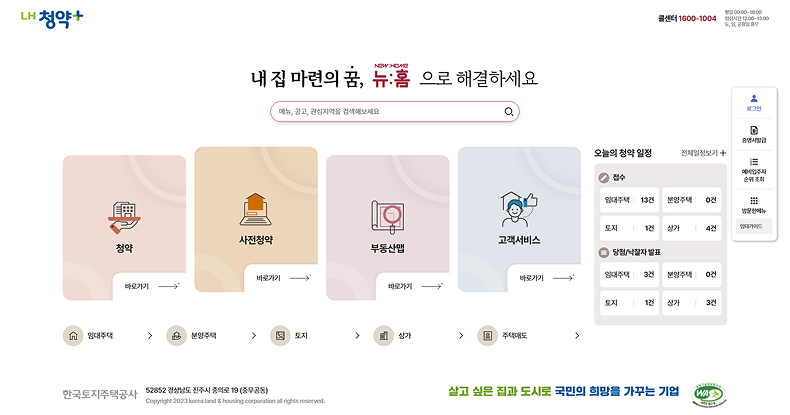 LH 청약+
콜센터 1600-1004
평일 09:00~18:00
점심시간 12:00~13:00
토, 일, 공휴일 휴무
내 집 마련의 꿈, NEW:HOME 뉴:홈 으로 해결하세요
메뉴, 공고, 관심지역을 검색해보세요
청약
바로가기
사전청약
바로가기
부동산맵
바로가기
고객서비스
바로가기
오늘의 청약 일정
전체일정보기 +
접수
임대주택 13건
분양주택 0건
토지 1건
상가 4건
당첨/낙찰자 발표
임대주택 3건
분양주택 0건
토지 1건
상가 3건
로그인
증명서발급
예비입주자
순위 조회
방문한메뉴
임대가이드
임대주택
분양주택
토지
상가
주택매도
한국토지주택공사
52852 경상남도 진주시 충의로 19 (충무공동)
Copyright 2023 korea land & housing corporation all rights reserved.
살고 싶은 집과 도시로 국민의 희망을 가꾸는 기업
WA